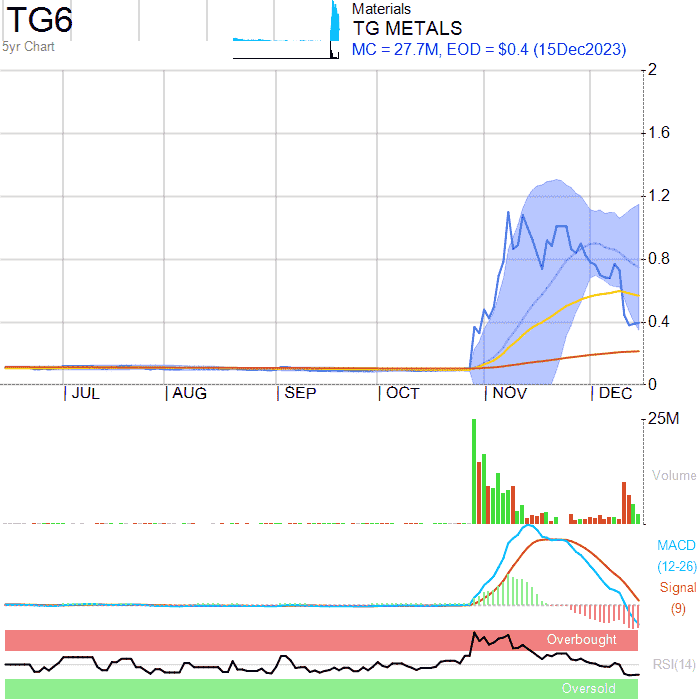 TG6
5yr Chart
Materials
TG METALS
MC = 27.7M, EOD = $0.4 (15Dec2023)
2
1.6
1.2
0.8
0.4
0
JUL AUG SEP OCT NOV DEC
25M
Volume
MACD
(12-26)
Signal
(9)
Overbought
RSI(14)
Oversold